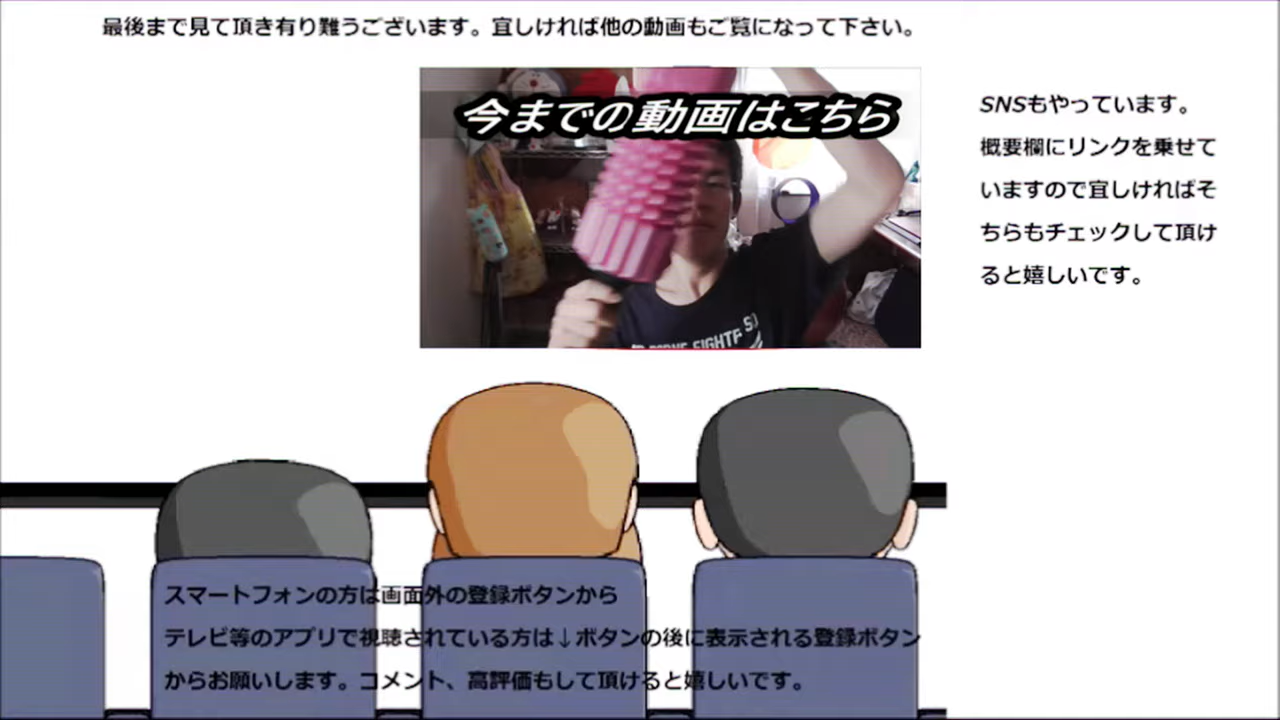 最後まで見て頂き有り難うございます。宜しければ他の動画もご覧になって下さい。
今までの動画はこちら
SNSもやっています。
概要欄にリンクを乗せて
いますので宜しければそ
ちらもチェックして頂け
ると嬉しいです。
スマートフォンの方は画面外の登録ボタンから
テレビ等のアプリで視聴されている方は↓ボタンの後に表示される登録ボタン
からお願いします。コメント、高評価もして頂けると嬉しいです。